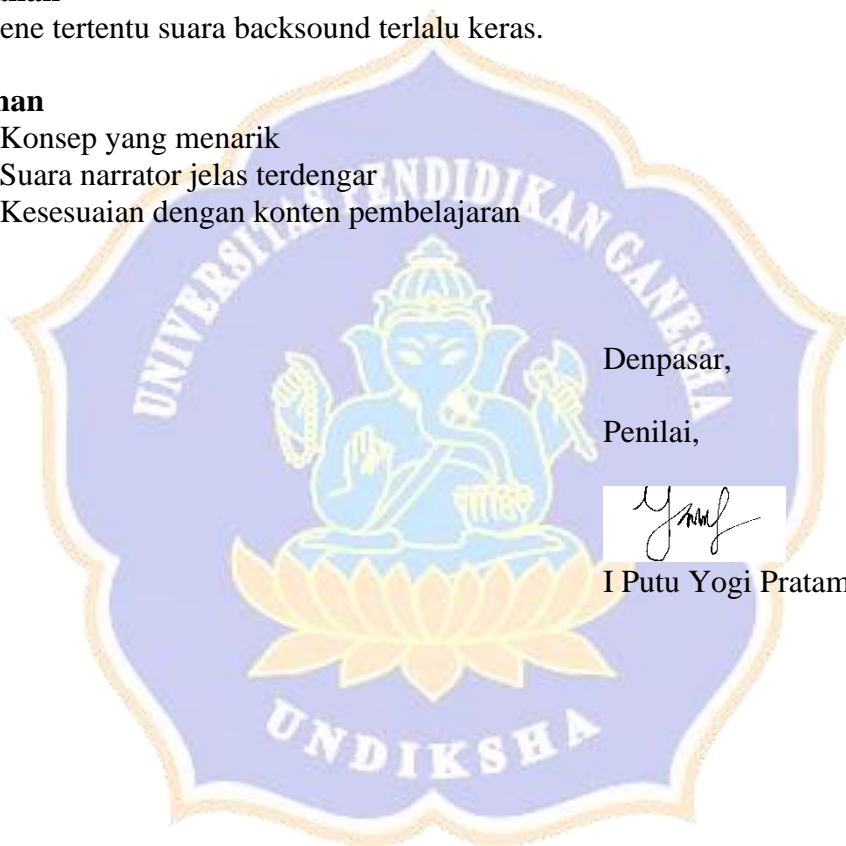 ene tertentu suara backsound terlalu keras.
Konsep yang menarik
Suara narrator jelas terdengar
Kesesuaian dengan konten pembelajaran
UNIVERSITAS PENDIDIKAN GANESHA
Denpasar,
Penilai,
I Putu Yogi Pratam
UNDIKSHA